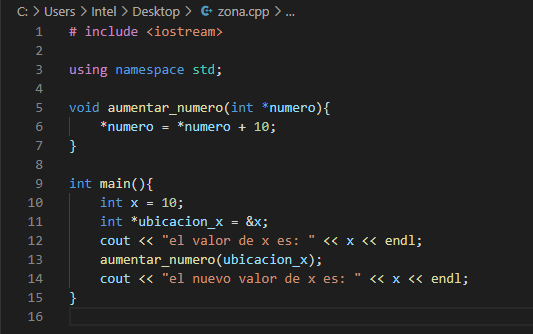 C: > Users > Intel > Desktop > zona.cpp > ...
1 # include <iostream>
2
3 using namespace std;
4
5 void aumentar_numero(int *numero){
6     *numero = *numero + 10;
7 }
8
9 int main(){
10     int x = 10;
11     int *ubicacion_x = &x;
12     cout << "el valor de x es: " << x << endl;
13     aumentar_numero(ubicacion_x);
14     cout << "el nuevo valor de x es: " << x << endl;
15 }
16